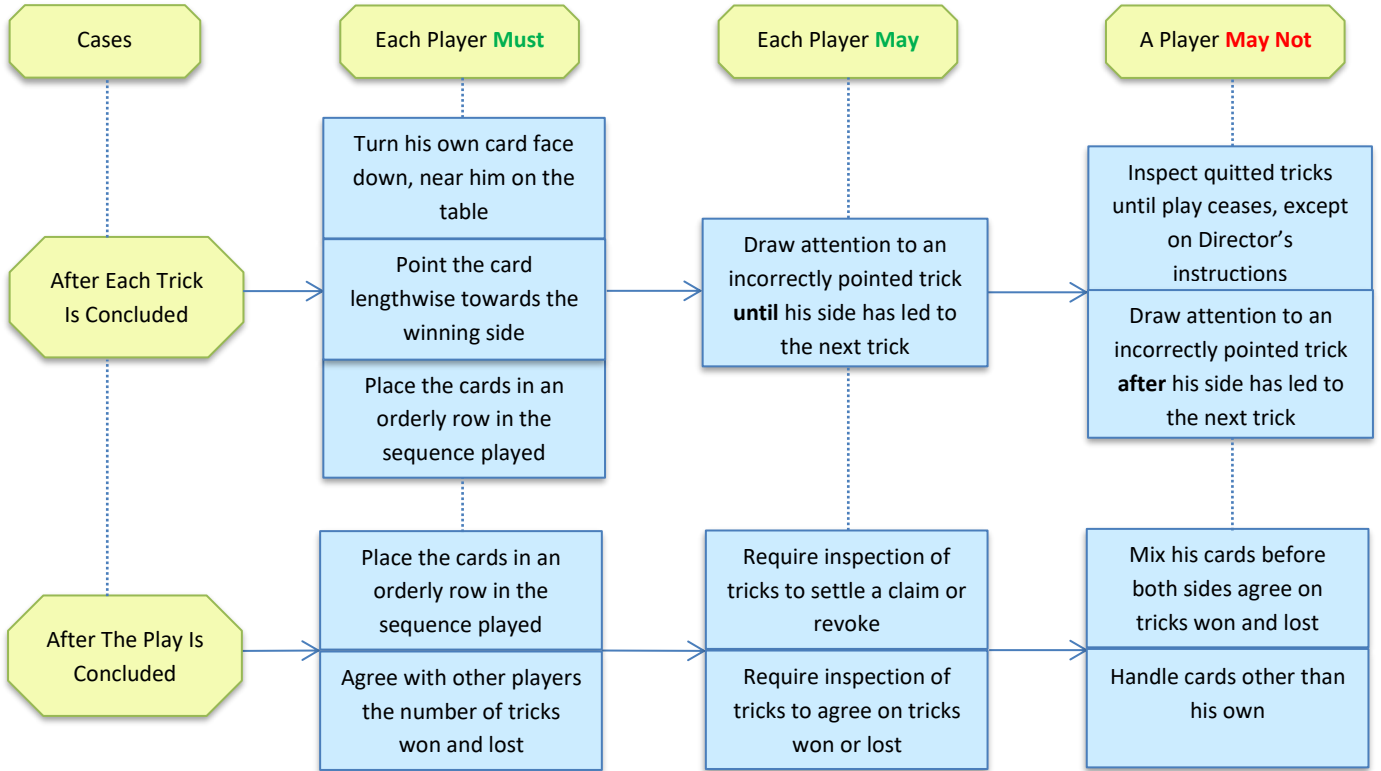 Cases
Each Player Must
Each Player May
A Player May Not
After Each Trick
Is Concluded
Turn his own card face
down, near him on the
table
Point the card
lengthwise towards the
winning side
Place the cards in an
orderly row in the
sequence played
Draw attention to an
incorrectly pointed trick
until his side has led to
the next trick
Inspect quitted tricks
until play ceases, except
on Director’s
instructions
Draw attention to an
incorrectly pointed trick
after his side has led to
the next trick
After The Play Is
Concluded
Place the cards in an
orderly row in the
sequence played
Agree with other players
the number of tricks
won and lost
Require inspection of
tricks to settle a claim or
revoke
Require inspection of
tricks to agree on tricks
won or lost
Mix his cards before
both sides agree on
tricks won and lost
Handle cards other than
his own